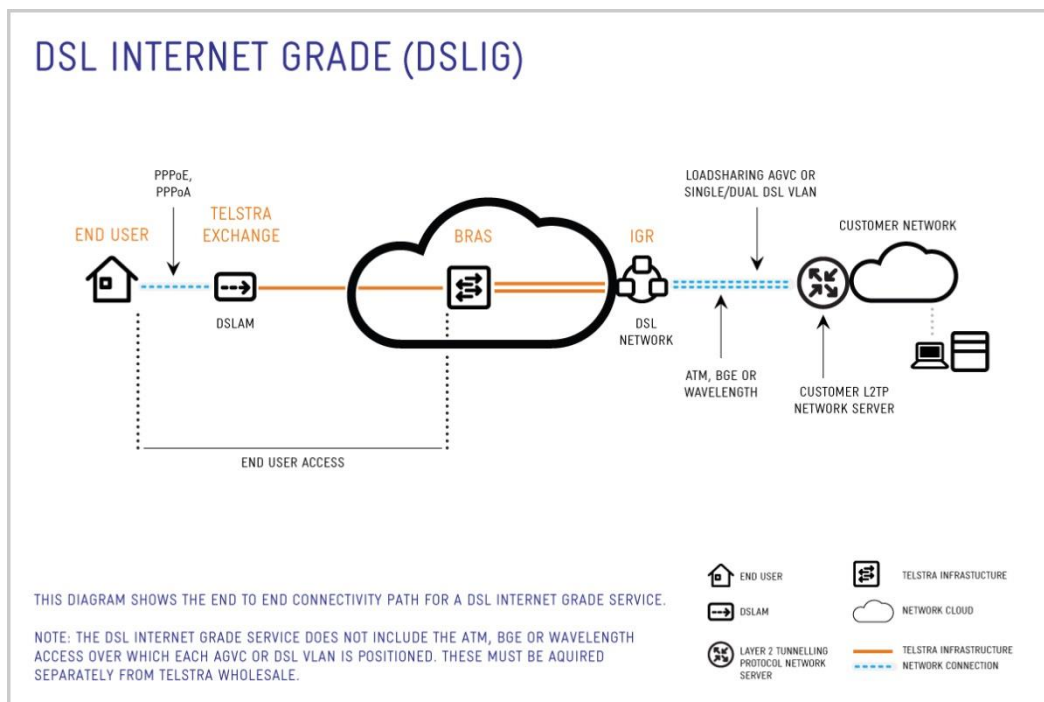 DSL INTERNET GRADE (DSLIG)
PPPoE,
PPPoA
LOADSHARING AGVC OR
SINGLE/DUAL DSL VLAN
END USER
TELSTRA
EXCHANGE
BRAS
IGR
CUSTOMER NETWORK
DSLAM
DSL
NETWORK
ATM, BGE OR
WAVELENGTH
CUSTOMER L2TP
NETWORK SERVER
END USER ACCESS
THIS DIAGRAM SHOWS THE END TO END CONNECTIVITY PATH FOR A DSL INTERNET GRADE SERVICE.
NOTE: THE DSL INTERNET GRADE SERVICE DOES NOT INCLUDE THE ATM, BGE OR WAVELENGTH
ACCESS OVER WHICH EACH AGVC OR DSL VLAN IS POSITIONED. THESE MUST BE AQUIRED
SEPARATELY FROM TELSTRA WHOLESALE.
END USER
DSLAM
LAYER 2 TUNNELLING
PROTOCOL NETWORK
SERVER
TELSTRA INFRASTUCTURE
NETWORK CLOUD
TELSTRA INFRASTRUCTURE
NETWORK CONNECTION